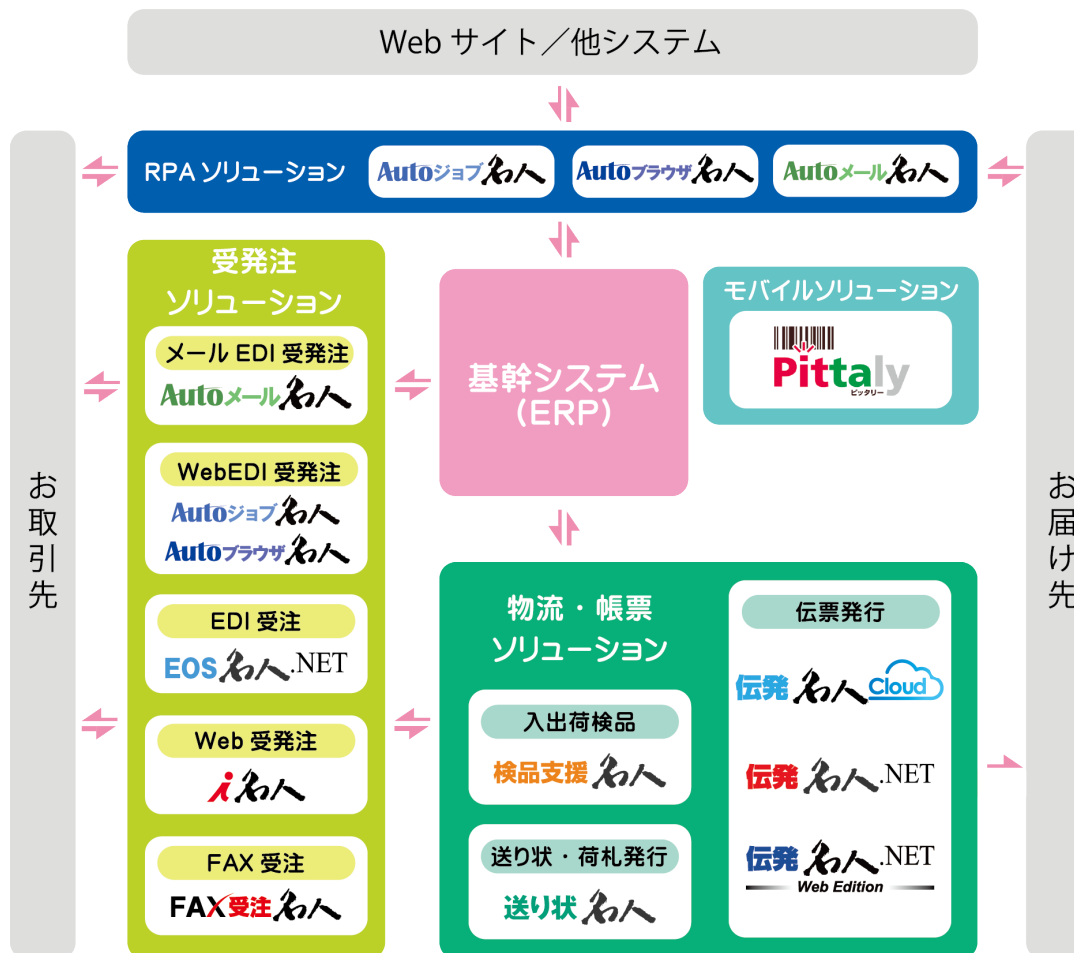 Web サイト／他システム
RPA ソリューション
Autoジョブ名人
Autoブラウザ名人
Autoメール名人
お取引先
受発注
ソリューション
メール EDI 受発注
Autoメール名人
WebEDI 受発注
Autoジョブ名人
Autoブラウザ名人
EDI 受注
EOS名人.NET
Web 受発注
i名人
FAX 受注
FAX受注名人
基幹システム
(ERP)
モバイルソリューション
Pittaly
ピッタリー
物流・帳票
ソリューション
入出荷検品
検品支援名人
送り状・荷札発行
送り状名人
伝票発行
伝発名人Cloud
伝発名人.NET
伝発名人.NET
Web Edition
お届け先